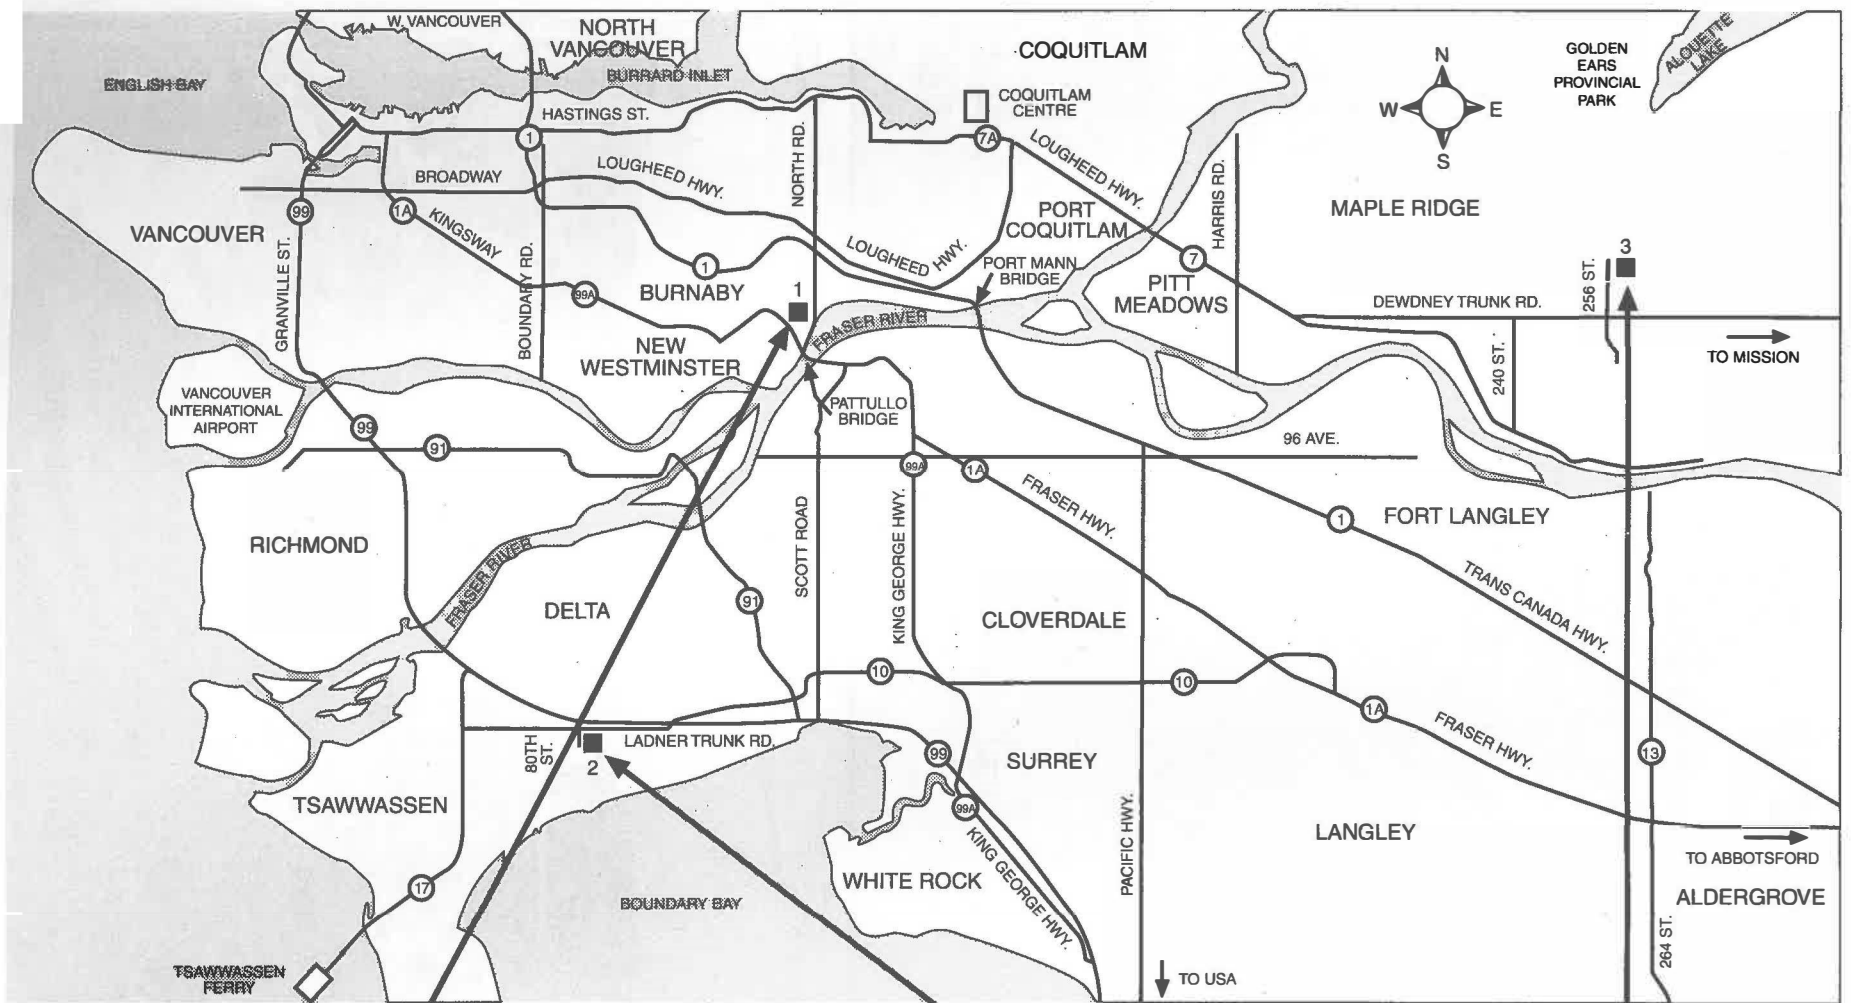 W. VANCOUVER
NORTH
VANCOUVER
BURRARD INLET
ENGLISH BAY
COQUITLAM
COQUITLAM
CENTRE
GOLDEN
EARS
PROVINCIAL
PARK
ALOUETTE
LAKE
N
W
E
S
HASTINGS ST.
1
7A
LOUGHEED HWY.
NORTH RD.
HARRIS RD.
BROADWAY
LOUGHEED HWY.
99
1A
KINGSWAY
VANCOUVER
GRANVILLE ST.
BOUNDARY RD.
PORT
COQUITLAM
MAPLE RIDGE
LOUGHEED HWY.
1
7
PORT MANN
BRIDGE
3
256 ST.
99A
BURNABY
1
PITT
MEADOWS
DEWDNEY TRUNK RD.
FRASER RIVER
NEW
WESTMINSTER
TO MISSION
240 ST.
VANCOUVER
INTERNATIONAL
AIRPORT
PATTULLO
BRIDGE
99
91
96 AVE.
99A
1A
FRASER HWY.
RICHMOND
FRASER RIVER
SCOTT ROAD
KING GEORGE HWY.
1
FORT LANGLEY
TRANS CANADA HWY.
DELTA
91
CLOVERDALE
10
10
1A
FRASER HWY.
80TH
ST.
2
LADNER TRUNK RD.
99
SURREY
13
TSAWWASSEN
99A
KING GEORGE HWY.
PACIFIC HWY.
LANGLEY
TO ABBOTSFORD
17
WHITE ROCK
BOUNDARY BAY
ALDERGROVE
264 ST.
TSAWWASSEN
FERRY
TO USA